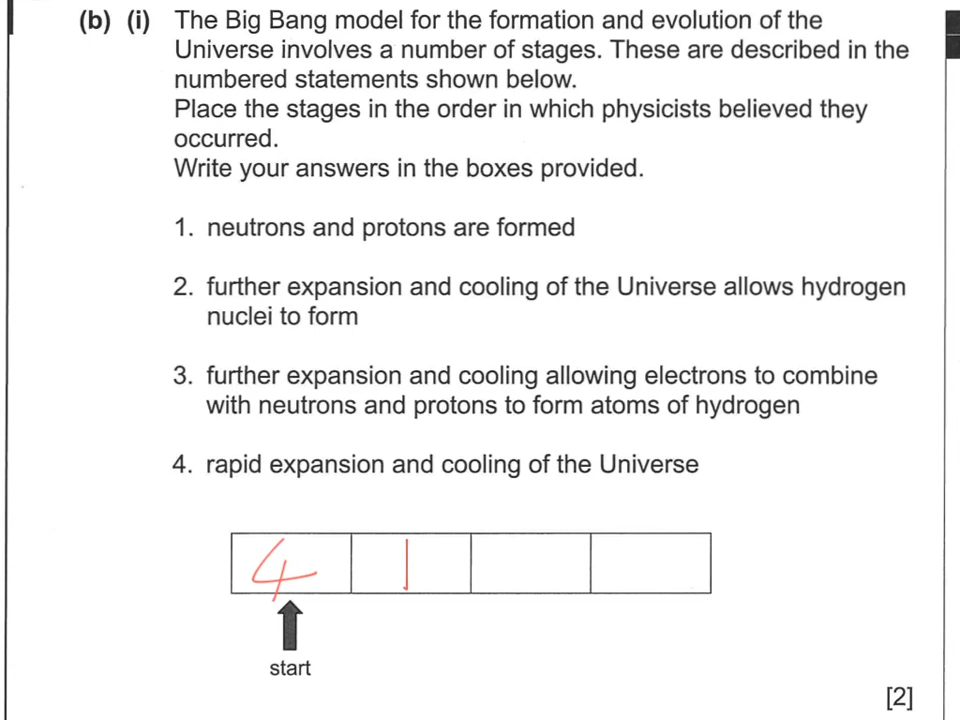 (b) (i) The Big Bang model for the formation and evolution of the
Universe involves a number of stages. These are described in the
numbered statements shown below.
Place the stages in the order in which physicists believed they
occurred.
Write your answers in the boxes provided.
1. neutrons and protons are formed
2. further expansion and cooling of the Universe allows hydrogen
nuclei to form
3. further expansion and cooling allowing electrons to combine
with neutrons and protons to form atoms of hydrogen
4. rapid expansion and cooling of the Universe
4 1
start
[2]